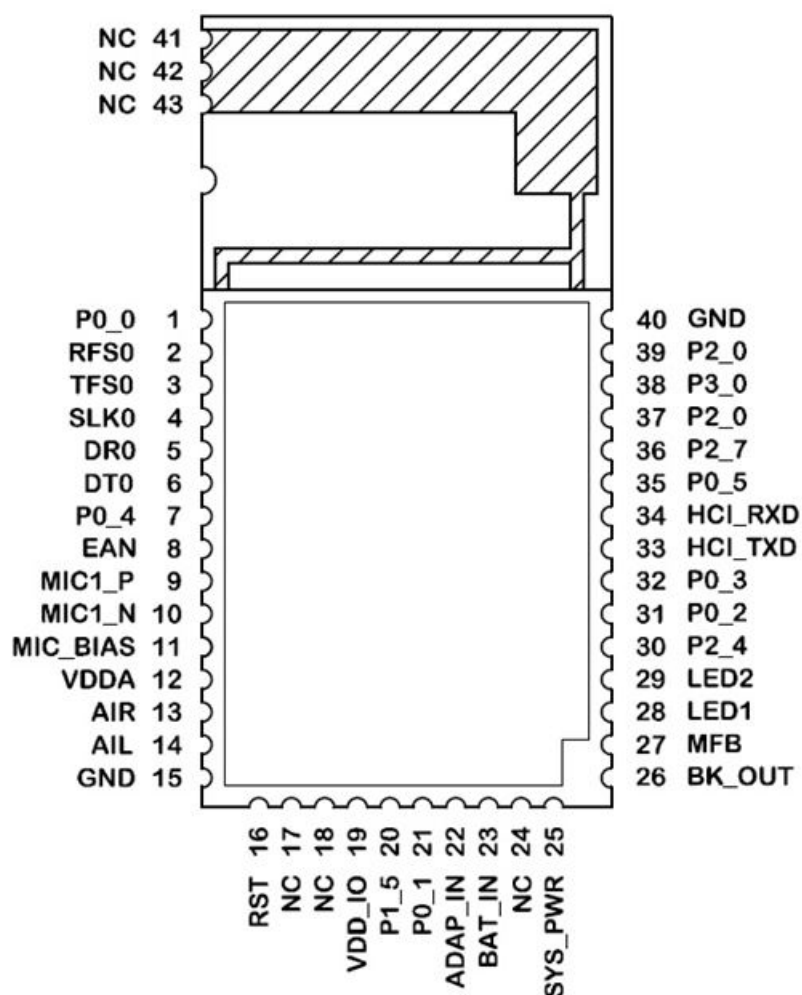 NC 41
NC 42
NC 43
P0_0 1
RFS0 2
TFS0 3
SLK0 4
DR0 5
DT0 6
P0_4 7
EAN 8
MIC1_P 9
MIC1_N 10
MIC_BIAS 11
VDDA 12
AIR 13
AIL 14
GND 15
RST 16
NC 17
NC 18
VDD_IO 19
P1_5 20
P0_1 21
ADAP_IN 22
BAT_IN 23
NC 24
SYS_PWR 25
40 GND
39 P2_0
38 P3_0
37 P2_0
36 P2_7
35 P0_5
34 HCI_RXD
33 HCI_TXD
32 P0_3
31 P0_2
30 P2_4
29 LED2
28 LED1
27 MFB
26 BK_OUT